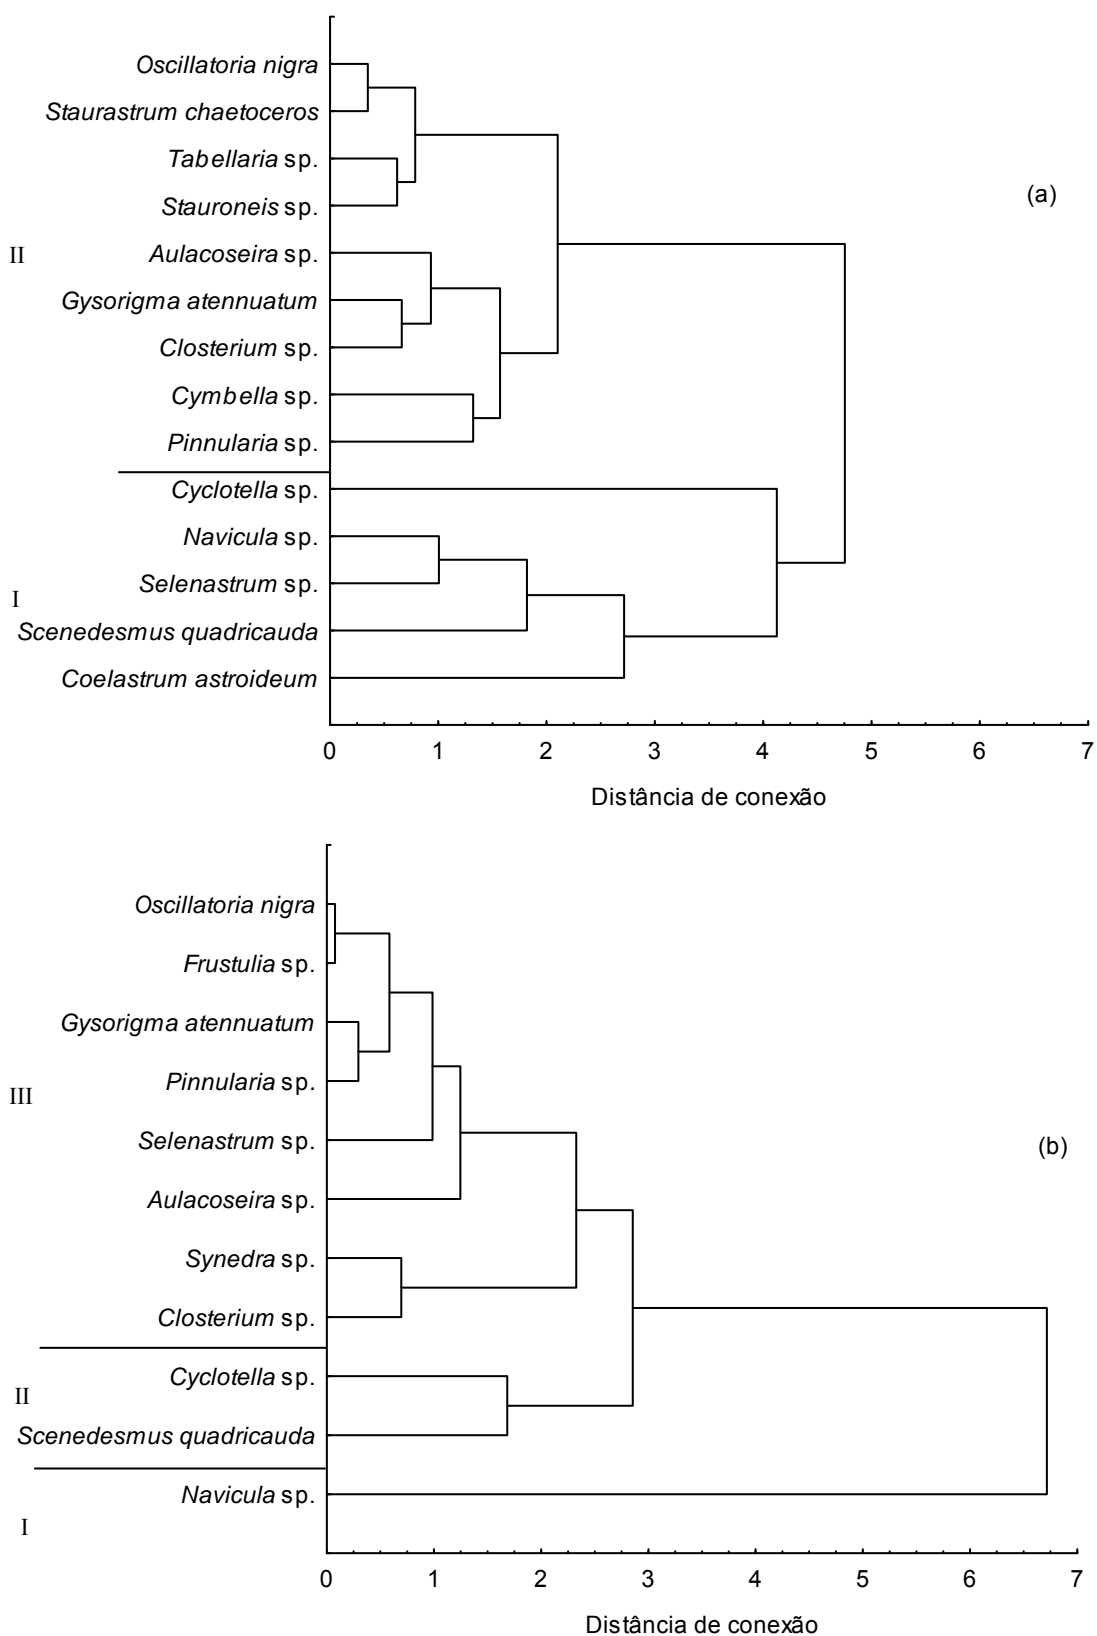 Oscillatoria nigra
Staurastrum chaetoceros
Tabellaria sp.
(a)
Stauroneis sp.
II
Aulacoseira sp.
Gysorigma atennuatum
Closterium sp.
Cymbella sp.
Pinnularia sp.
Cyclotella sp.
Navicula sp.
Selenastrum sp.
I
Scenedesmus quadricauda
Coelastrum astroideum
0 1 2 3 4 5 6 7
Distância de conexão
Oscillatoria nigra
Frustulia sp.
Gysorigma atennuatum
Pinnularia sp.
III
Selenastrum sp.
(b)
Aulacoseira sp.
Synedra sp.
Closterium sp.
Cyclotella sp.
II
Scenedesmus quadricauda
Navicula sp.
I
0 1 2 3 4 5 6 7
Distância de conexão